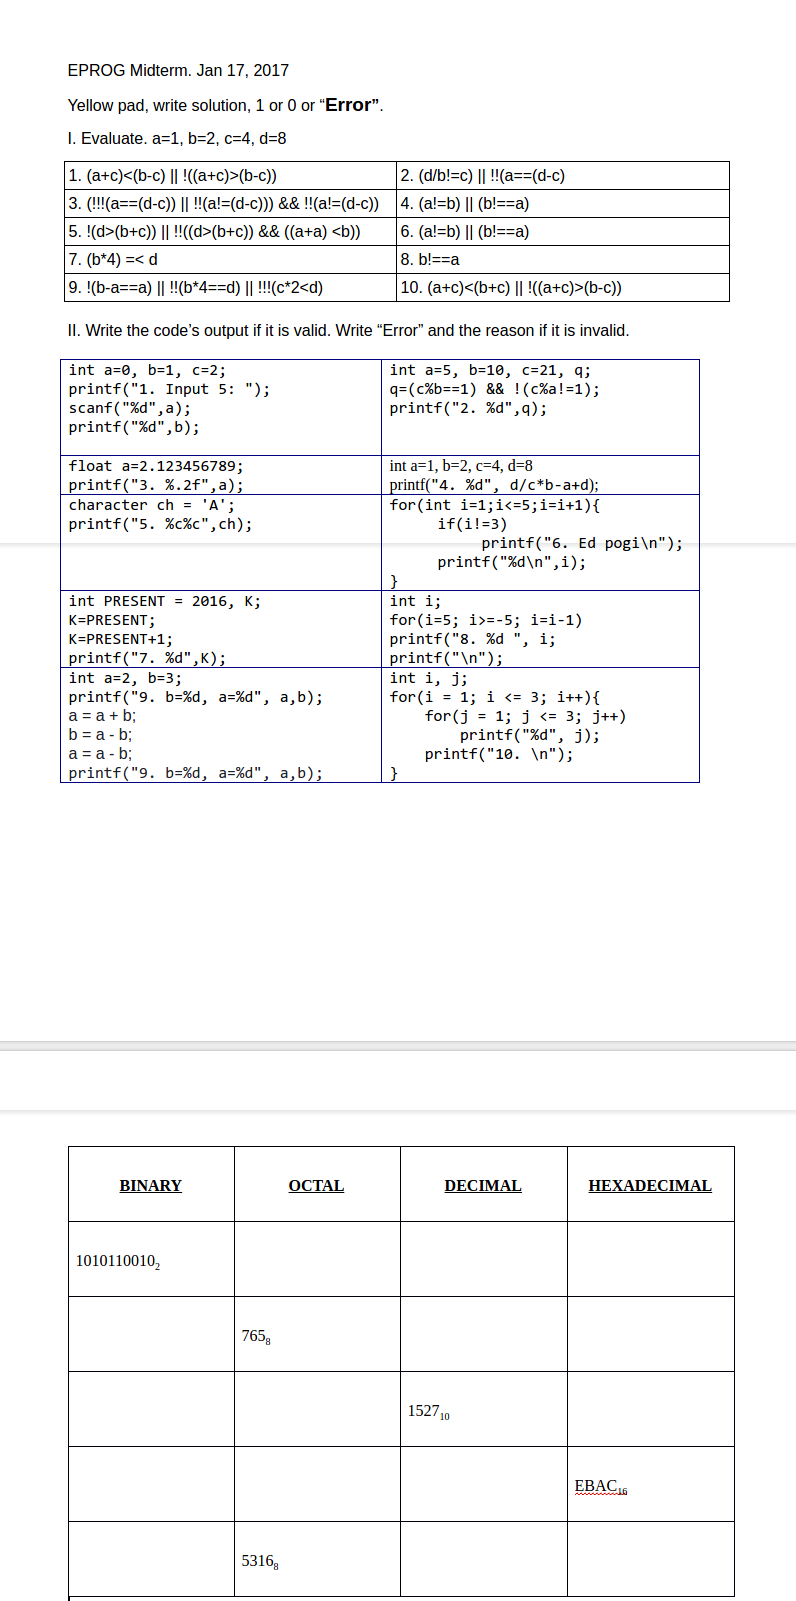 EPROG Midterm. Jan 17, 2017
Yellow pad, write solution, 1 or 0 or “Error”.
I. Evaluate. a=1, b=2, c=4, d=8
1. (a+c)<(b-c) || !((a+c)>(b-c))
2. (d/b!=c) || !!(a==(d-c)
3. (!!!(a==(d-c)) || !!(a!=(d-c))) && !!(a!=(d-c))
4. (a!=b) || (b!==a)
5. !(d>(b+c)) || !!((d>(b+c)) && ((a+a) <b))
6. (a!=b) || (b!==a)
7. (b*4) =< d
8. b!==a
9. !(b-a==a) || !!(b*4==d) || !!!(c*2<d)
10. (a+c)<(b+c) || !((a+c)>(b-c))
II. Write the code’s output if it is valid. Write “Error” and the reason if it is invalid.
int a=0, b=1, c=2;
printf("1. Input 5: ");
scanf("%d",a);
printf("%d",b);
int a=5, b=10, c=21, q;
q=(c%b==1) && !(c%a!=1);
printf("2. %d",q);
float a=2.123456789;
printf("3. %.2f",a);
int a=1, b=2, c=4, d=8
printf("4. %d", d/c*b-a+d);
character ch = 'A';
printf("5. %c%c",ch);
for(int i=1;i<=5;i=i+1){
if(i!=3)
printf("6. Ed pogi\n");
printf("%d\n",i);
}
int PRESENT = 2016, K;
K=PRESENT;
K=PRESENT+1;
printf("7. %d",K);
int i;
for(i=5; i>=-5; i=i-1)
printf("8. %d ", i;
printf("\n");
int a=2, b=3;
printf("9. b=%d, a=%d", a,b);
a = a + b;
b = a - b;
a = a - b;
printf("9. b=%d, a=%d", a,b);
int i, j;
for(i = 1; i <= 3; i++){
for(j = 1; j <= 3; j++)
printf("%d", j);
printf("10. \n");
}
BINARY OCTAL DECIMAL HEXADECIMAL
1010110010₂
765₈
1527₁₀
EBAC₁₆
5316₈